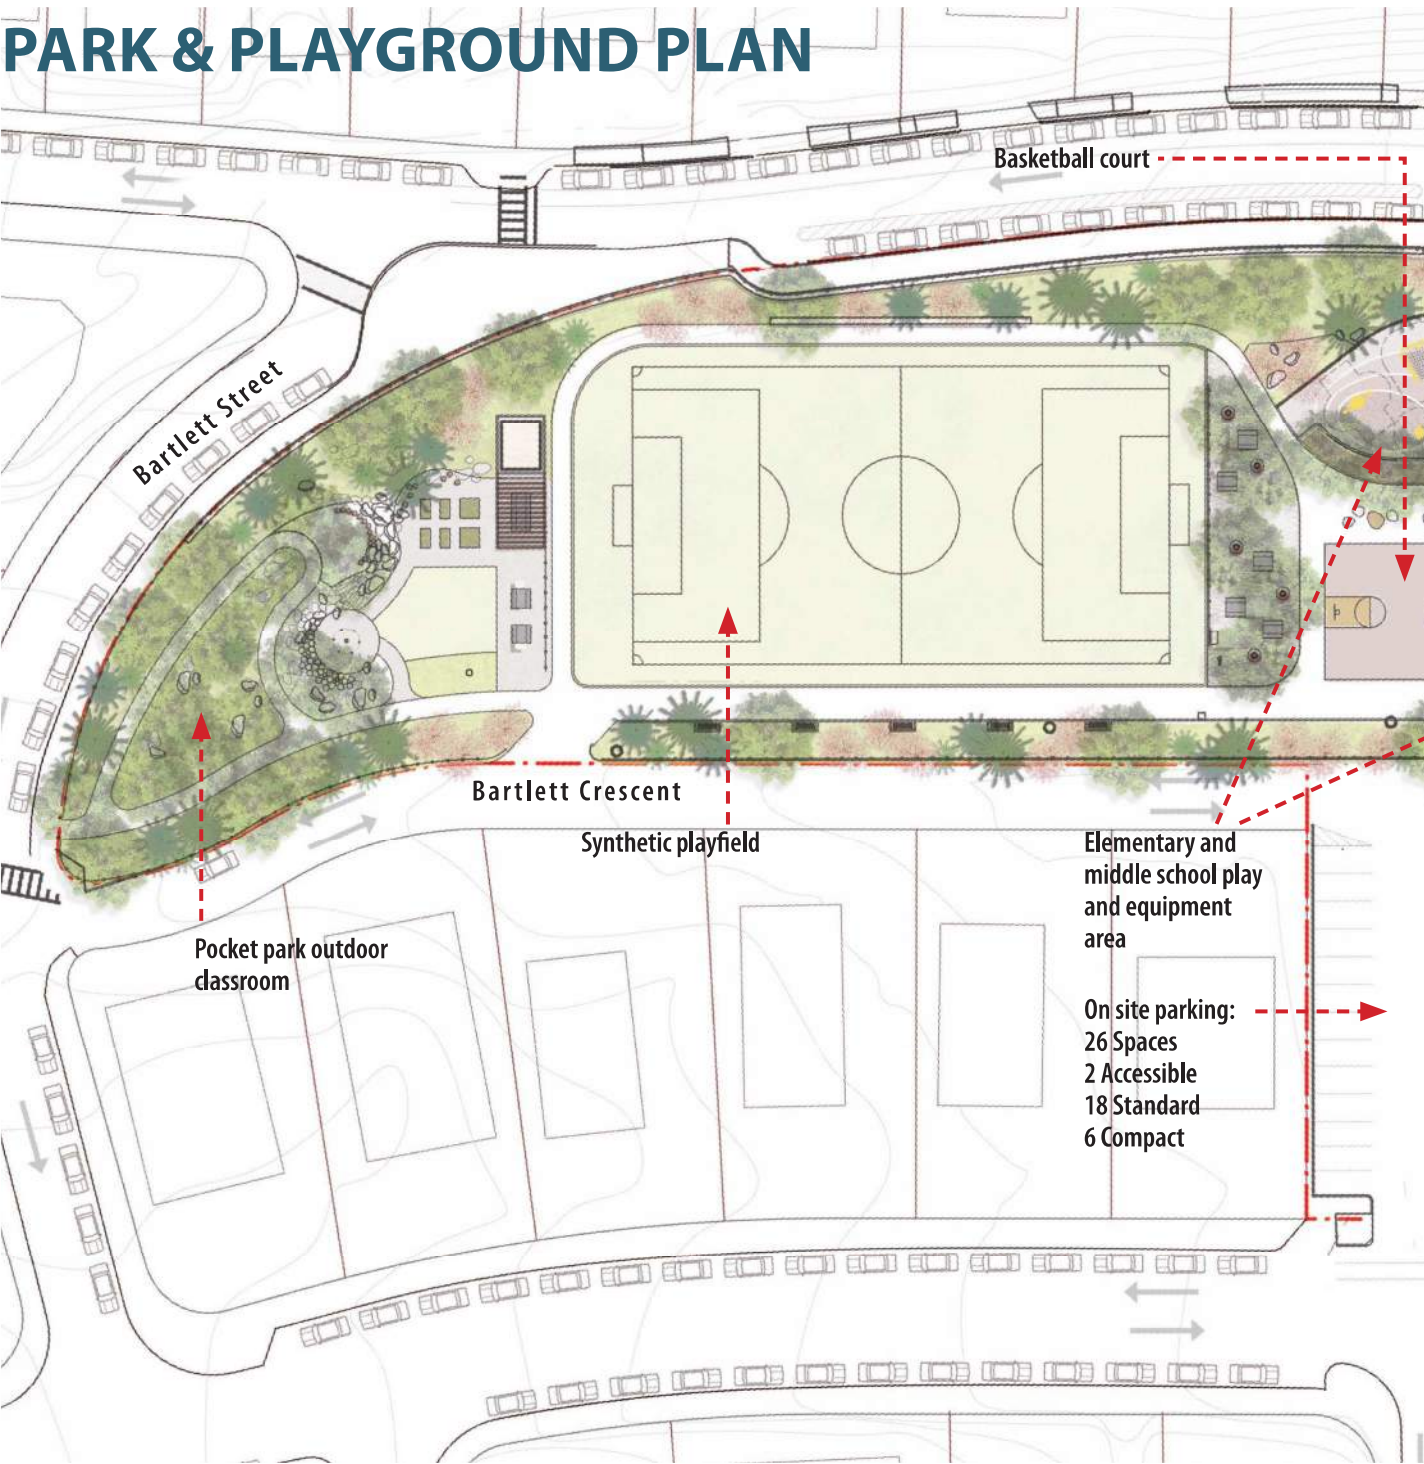 PARK & PLAYGROUND PLAN
Basketball court
Bartlett Street
Bartlett Crescent
Synthetic playfield
Elementary and
middle school play
and equipment
area
Pocket park outdoor
classroom
On site parking:
26 Spaces
2 Accessible
18 Standard
6 Compact